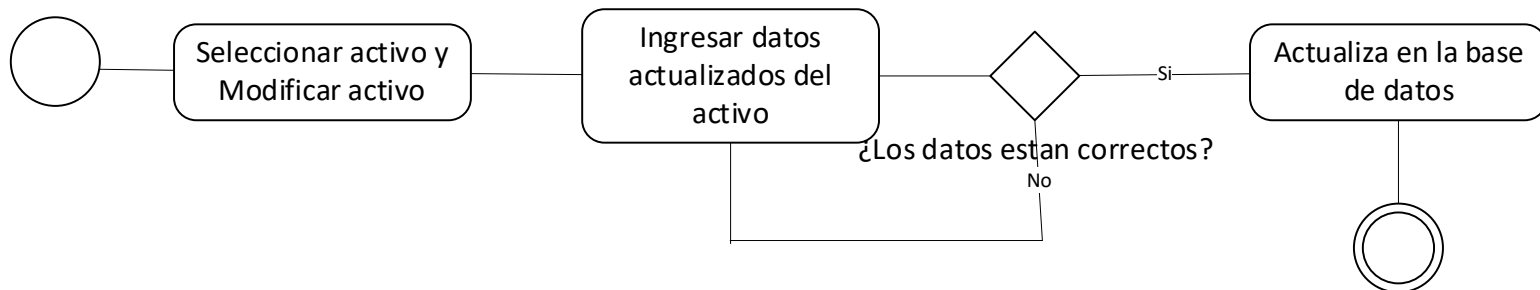 Seleccionar activo y
Modificar activo
Ingresar datos
actualizados del
activo
¿Los datos estan correctos?
Si
No
Actualiza en la base
de datos